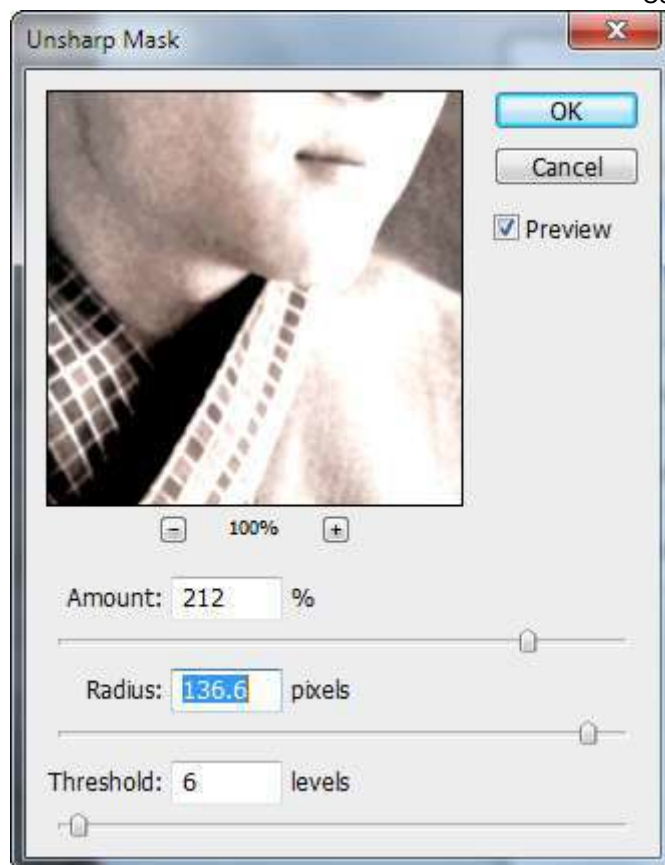 Unsharp Mask
OK
Cancel
Preview
100%
Amount: 212 %
Radius: 136.6 pixels
Threshold: 6 levels